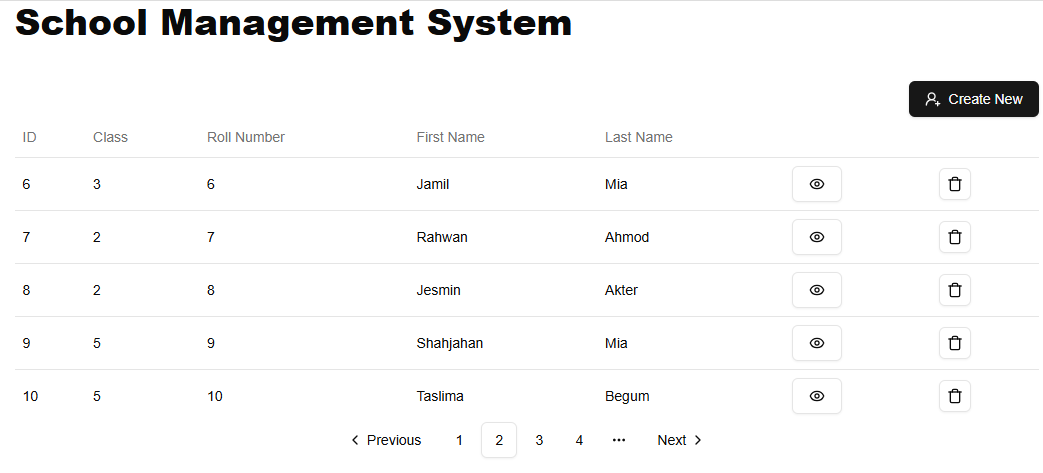 School Management System
Create New
ID Class Roll Number First Name Last Name
6 3 6 Jamil Mia
7 2 7 Rahwan Ahmod
8 2 8 Jesmin Akter
9 5 9 Shahjahan Mia
10 5 10 Taslima Begum
Previous 1 2 3 4 ••• Next